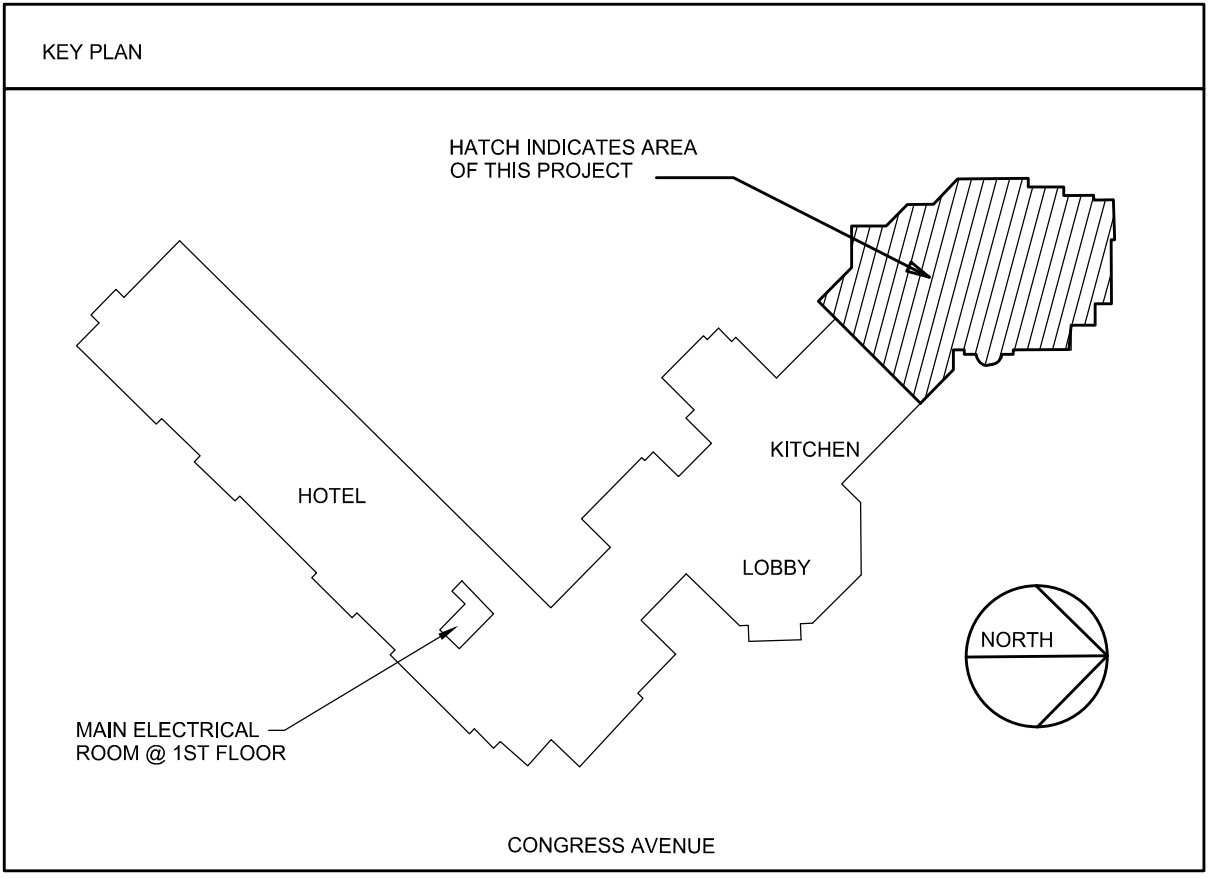 KEY PLAN
HATCH INDICATES AREA
OF THIS PROJECT
KITCHEN
HOTEL
LOBBY
NORTH
MAIN ELECTRICAL
ROOM @ 1ST FLOOR
CONGRESS AVENUE